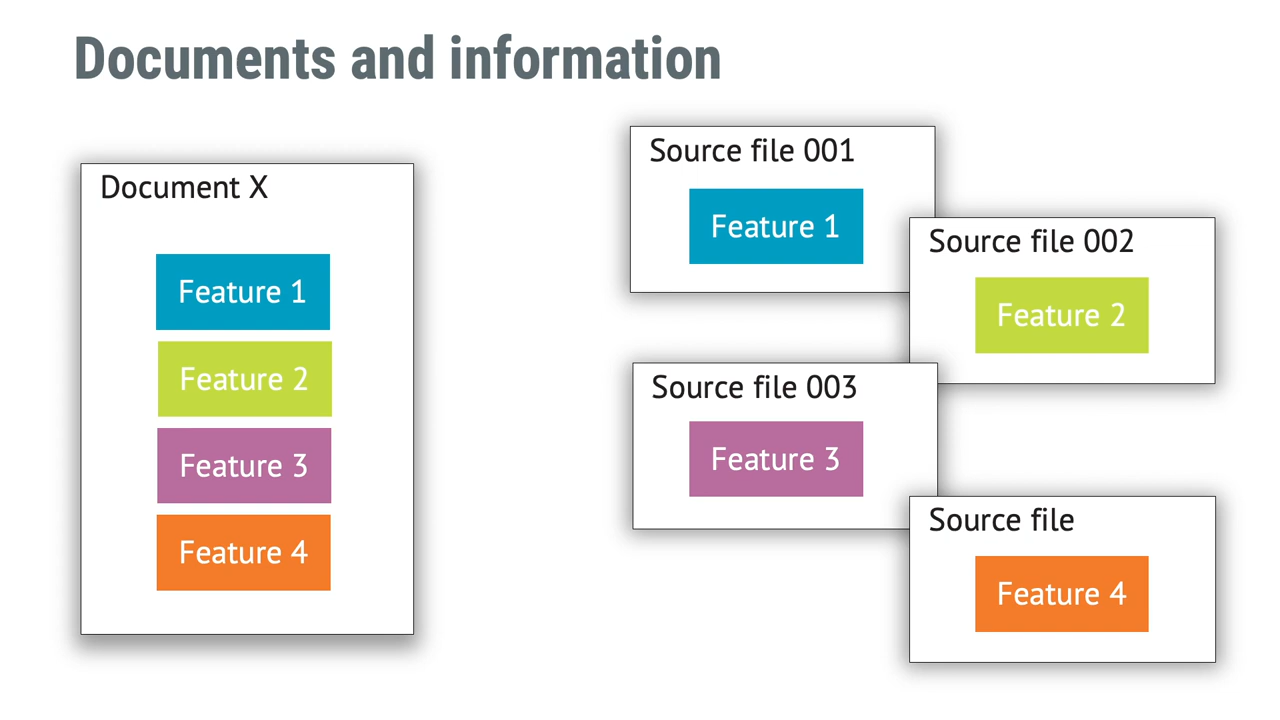 Documents and information
Document X
Feature 1
Feature 2
Feature 3
Feature 4
Source file 001
Feature 1
Source file 002
Feature 2
Source file 003
Feature 3
Source file
Feature 4